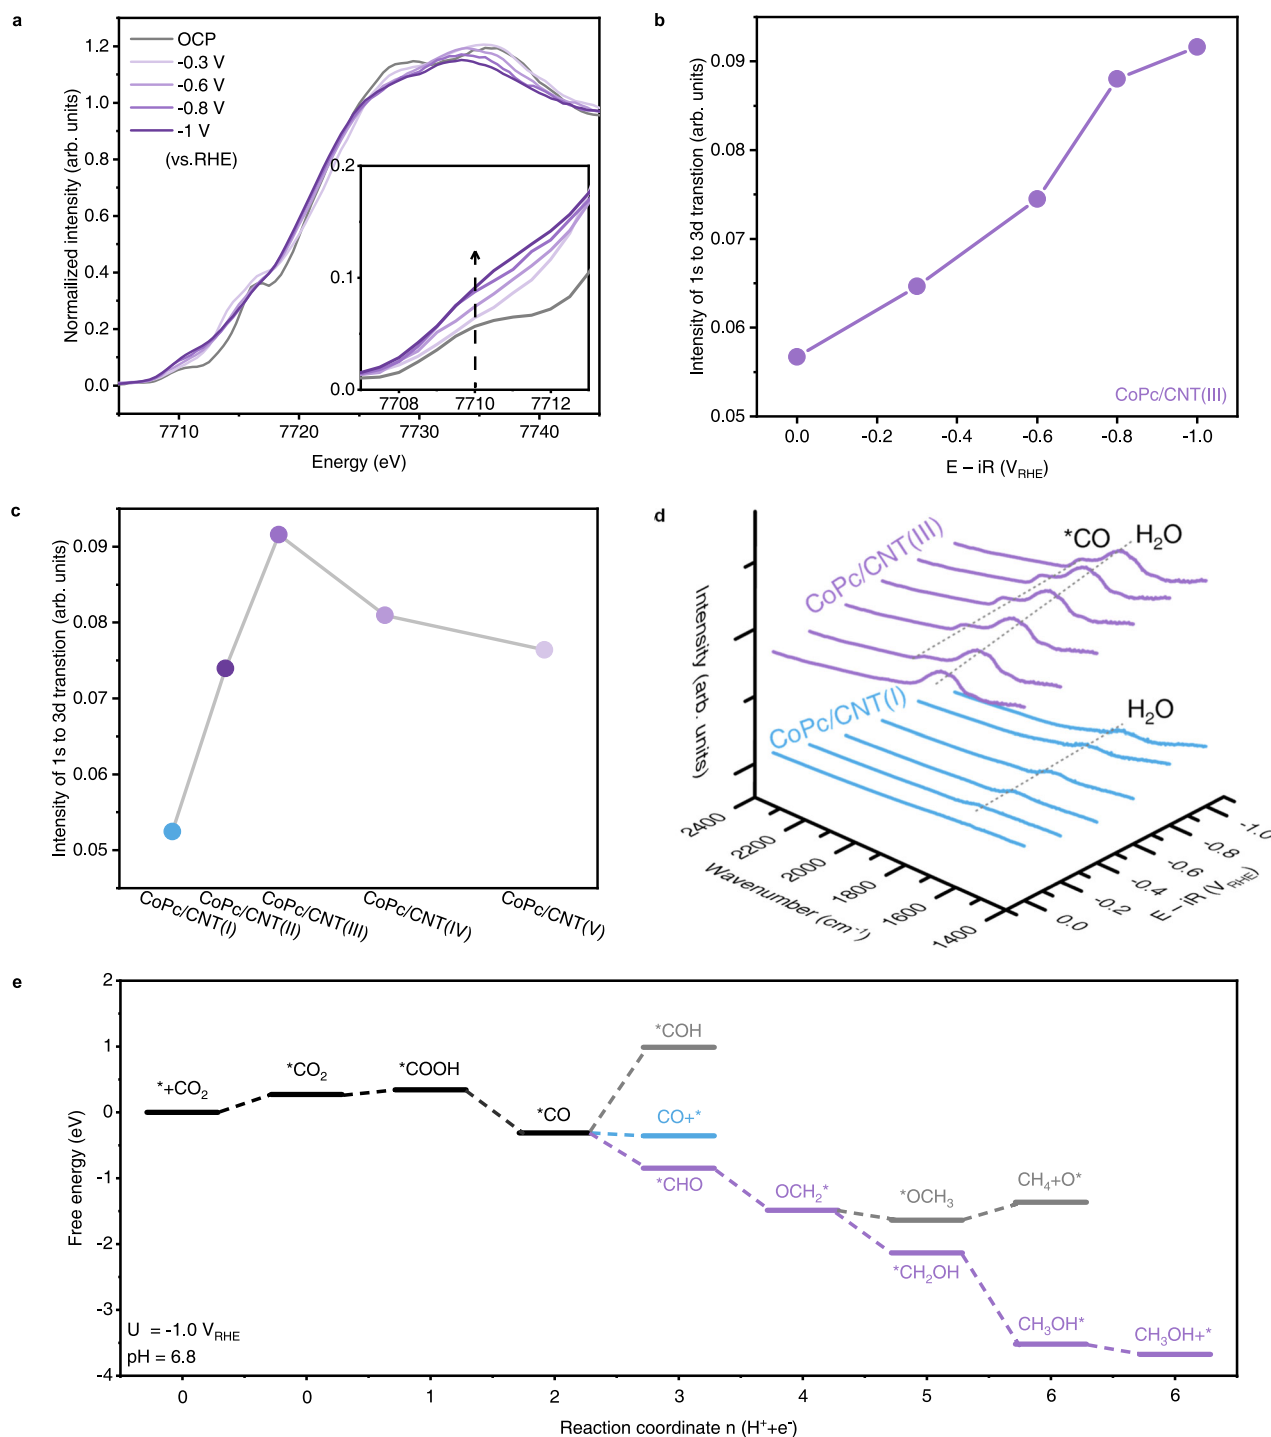 a
1.2
1.0
1.2
0.6
0.4
0.2
0.0
Normailized intensity (arb. units)
OCP
-0.3 V
-0.6 V
-0.8 V
-1 V
(vs.RHE)
0.2
0.1
0.0
7708
7710
7712
7710
7720
7730
7740
Energy (eV)
b
0.09
0.08
0.07
0.06
0.05
Intensity of 1s to 3d transtion (arb. units)
CoPc/CNT(III)
0.0
-0.2
-0.4
-0.6
-0.8
-1.0
E – iR (V_RHE)
c
0.09
0.08
0.07
0.06
0.05
Intensity of 1s to 3d transtion (arb. units)
CoPc/CNT(I)
CoPc/CNT(II)
CoPc/CNT(III)
CoPc/CNT(IV)
CoPc/CNT(V)
d
*CO
H₂O
CoPc/CNT(III)
CoPc/CNT(I)
H₂O
Intensity (arb. units)
2400
2200
2000
1800
1600
1400
Wavenumber (cm⁻¹)
0.0
-0.2
-0.4
-0.6
-0.8
-1.0
E – iR (V_RHE)
e
2
1
0
-1
-2
-3
-4
Free energy (eV)
*+CO₂
*CO₂
*COOH
*CO
*COH
CO+*
*CHO
OCH₂*
*OCH₃
CH₄+O*
*CH₂OH
CH₃OH*
CH₃OH+*
U = -1.0 V_RHE
pH = 6.8
0
0
1
2
3
4
5
6
6
Reaction coordinate n (H⁺+e⁻)